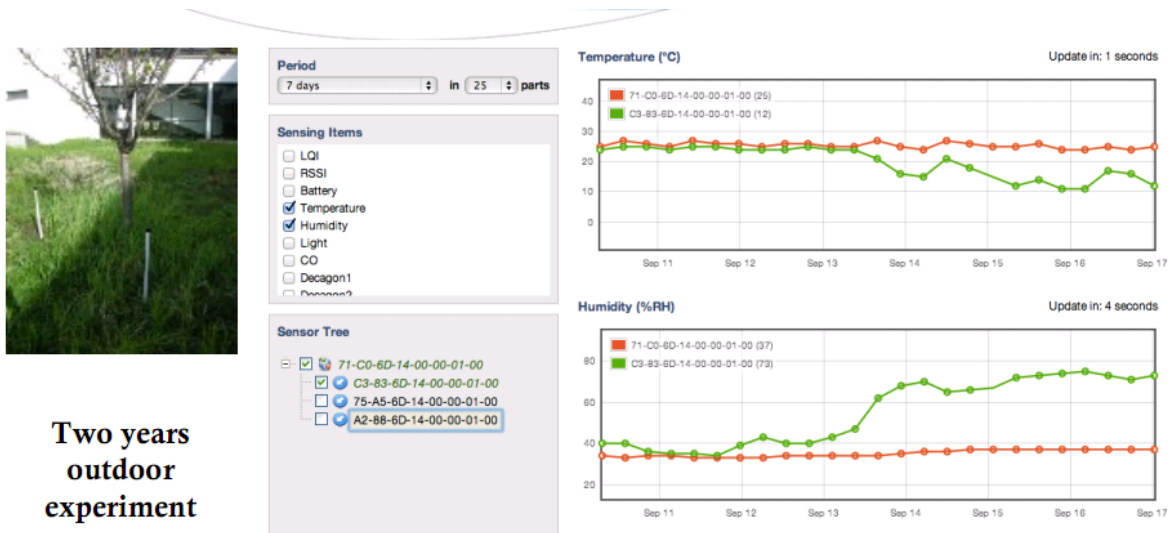 Two years
outdoor
experiment
Period
7 days in 25 parts
Sensing Items
LQI
RSSI
Battery
Temperature
Humidity
Light
CO
Decagon1
Decagon2
Sensor Tree
71-C0-6D-14-00-00-01-00
C3-83-6D-14-00-00-01-00
75-A5-6D-14-00-00-01-00
A2-88-6D-14-00-00-01-00
Temperature (°C) Update in: 1 seconds
71-C0-6D-14-00-00-01-00 (25)
C3-83-6D-14-00-00-01-00 (12)
40
30
20
10
0
Sep 11 Sep 12 Sep 13 Sep 14 Sep 15 Sep 16 Sep 17
Humidity (%RH) Update in: 4 seconds
71-C0-6D-14-00-00-01-00 (37)
C3-83-6D-14-00-00-01-00 (73)
80
60
40
20
Sep 11 Sep 12 Sep 13 Sep 14 Sep 15 Sep 16 Sep 17